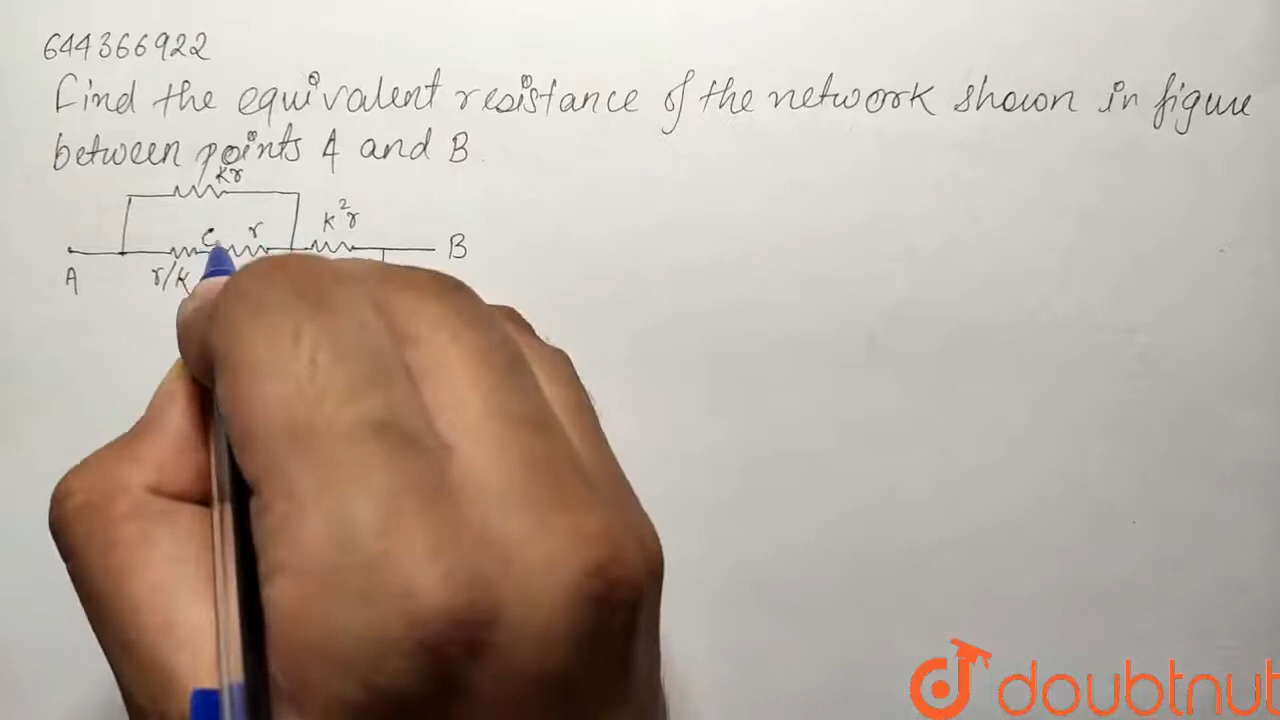 644366922
Find the equivalent resistance of the network shown in figure
between points A and B.
kr
k²r
C r
A r/k B
doubtnut